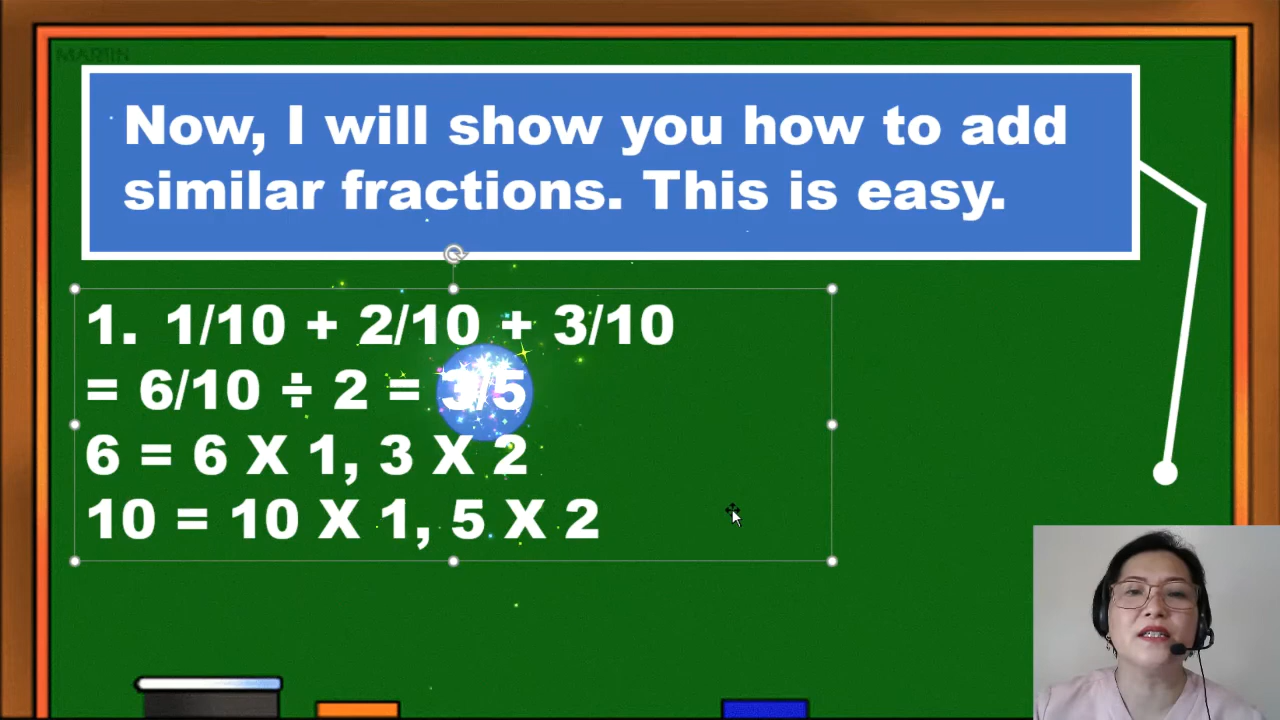 MARTIN
Now, I will show you how to add
similar fractions. This is easy.
1. 1/10 + 2/10 + 3/10
= 6/10 ÷ 2 = 3/5
6 = 6 X 1, 3 X 2
10 = 10 X 1, 5 X 2